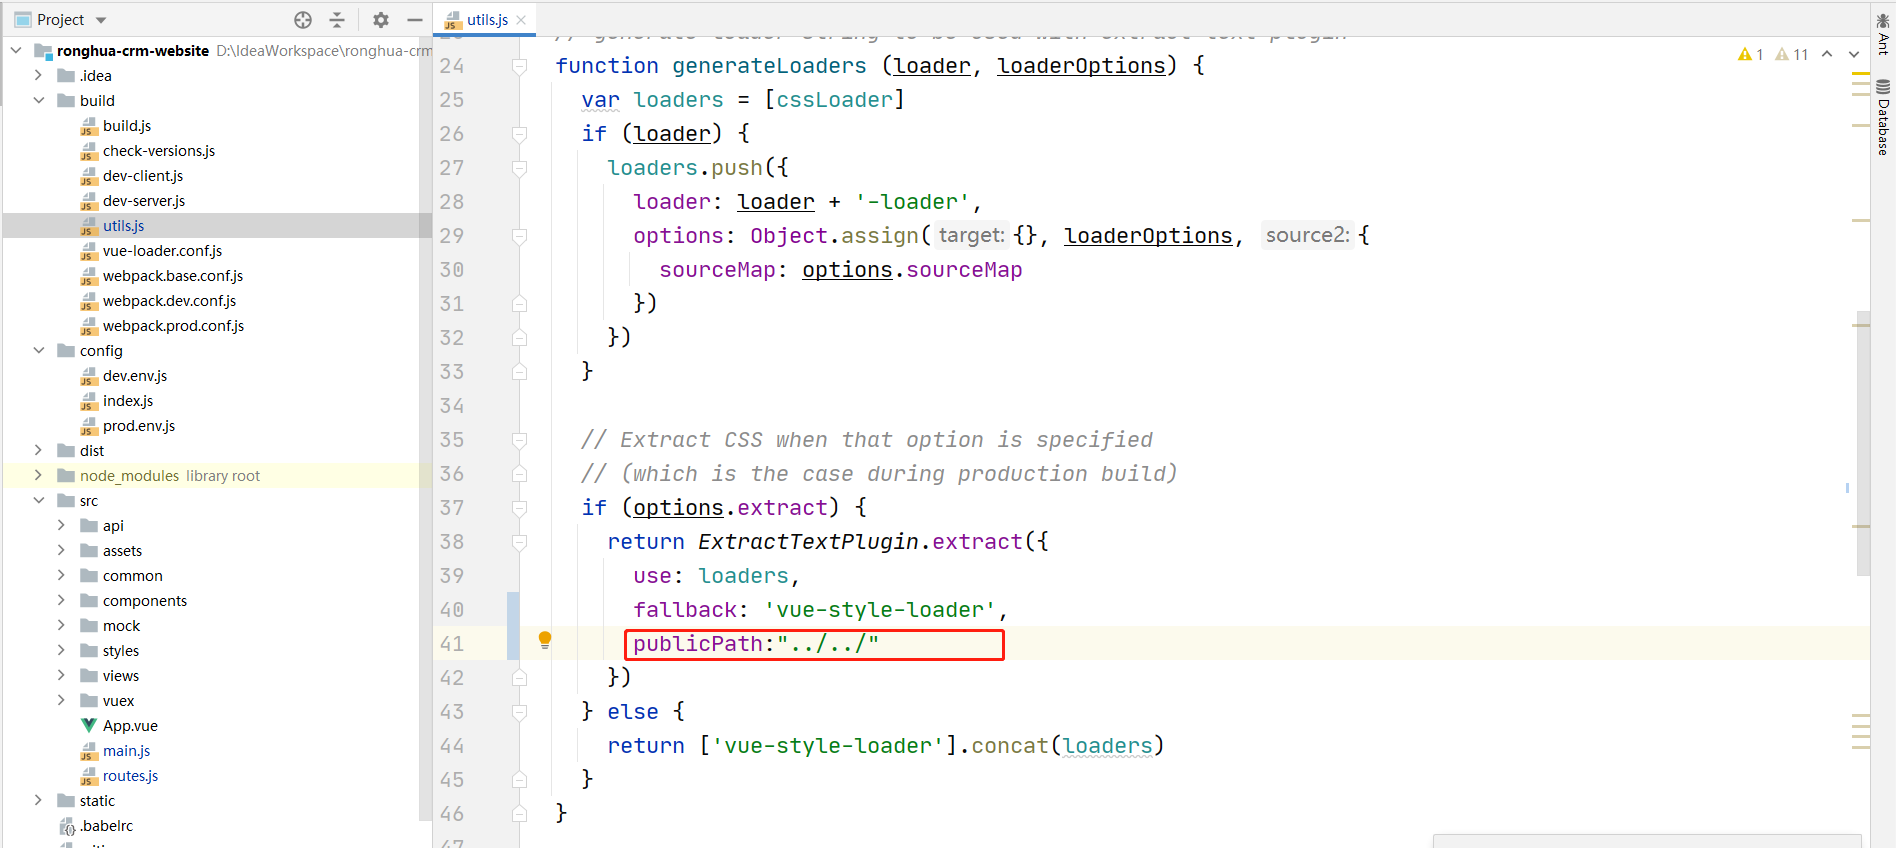 Project
utils.js
ronghua-crm-website D:\IdeaWorkspace\ronghua-crm
.idea
build
build.js
check-versions.js
dev-client.js
dev-server.js
utils.js
vue-loader.conf.js
webpack.base.conf.js
webpack.dev.conf.js
webpack.prod.conf.js
config
dev.env.js
index.js
prod.env.js
dist
node_modules library root
src
api
assets
common
components
mock
styles
views
vuex
App.vue
main.js
routes.js
static
.babelrc
// generate loader string to be used with extract text plugin
24 function generateLoaders (loader, loaderOptions) {
25 var loaders = [cssLoader]
26 if (loader) {
27 loaders.push({
28 loader: loader + '-loader',
29 options: Object.assign( target: {}, loaderOptions, source2: {
30 sourceMap: options.sourceMap
31 })
32 })
33 }
34
35 // Extract CSS when that option is specified
36 // (which is the case during production build)
37 if (options.extract) {
38 return ExtractTextPlugin.extract({
39 use: loaders,
40 fallback: 'vue-style-loader',
41 publicPath:"../../"
42 })
43 } else {
44 return ['vue-style-loader'].concat(loaders)
45 }
46 }
47
1 11
Ant
Database